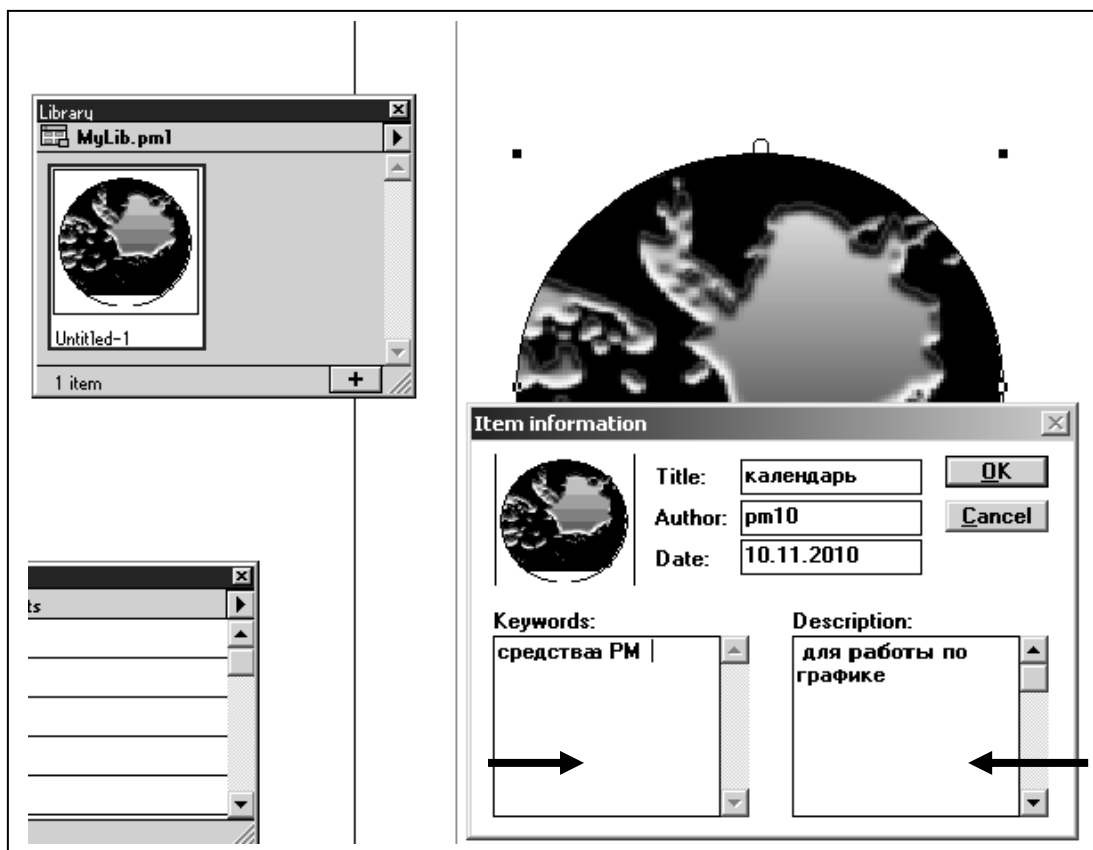 Library
MyLib.pml
Untitled-1
1 item
+
Item information
Title: календарь
OK
Author: pm10
Cancel
Date: 10.11.2010
Keywords:
Description:
средстваа PM
для работы по
графике
ts